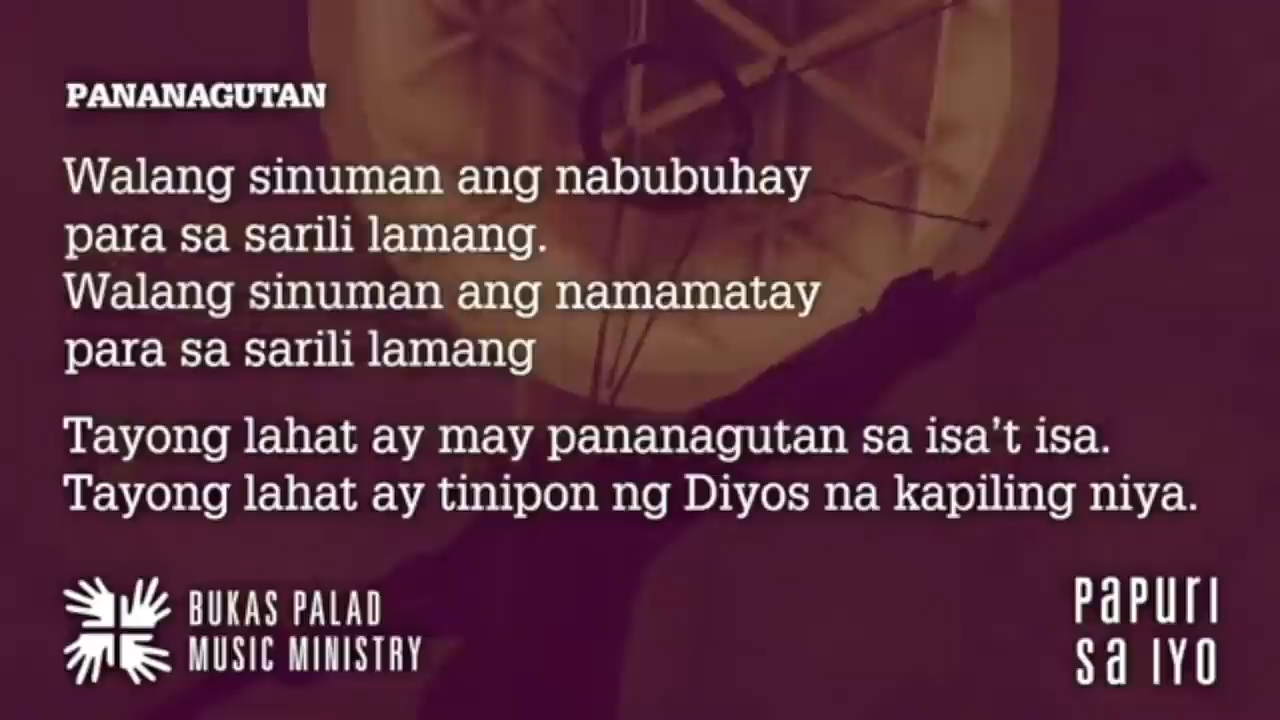 PANANAGUTAN
Walang sinuman ang nabubuhay
para sa sarili lamang.
Walang sinuman ang namamatay
para sa sarili lamang
Tayong lahat ay may pananagutan sa isa’t isa.
Tayong lahat ay tinipon ng Diyos na kapiling niya.
BUKAS PALAD
MUSIC MINISTRY
PaPURI
sa IYO